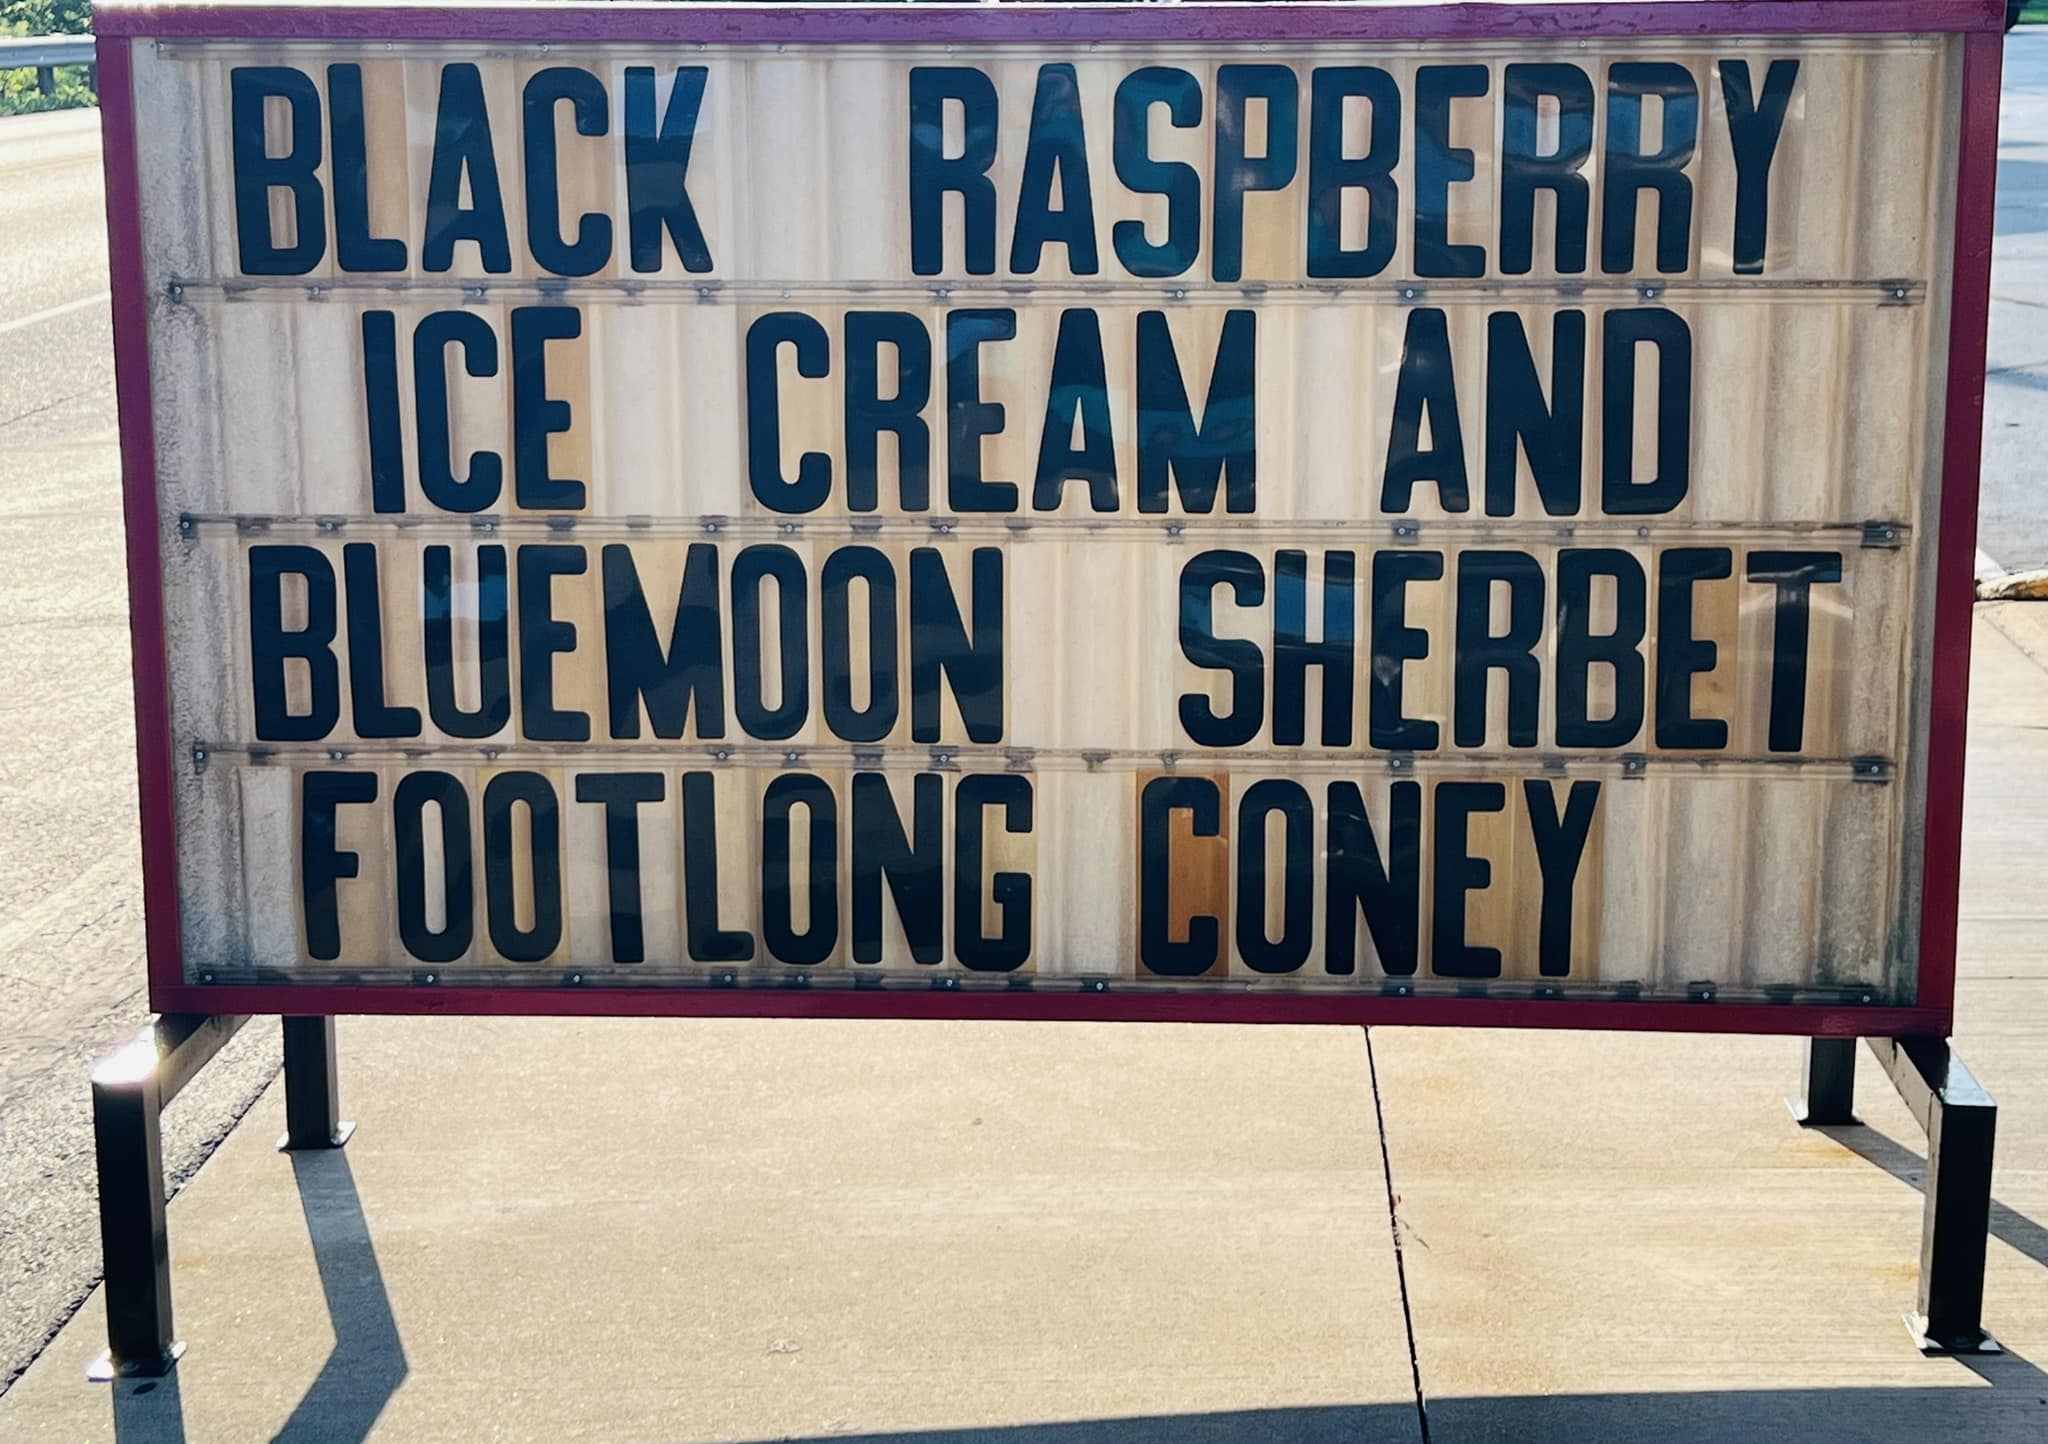 BLACK RASPBERRY
ICE CREAM AND
BLUEMOON SHERBET
FOOTLONG CONEY